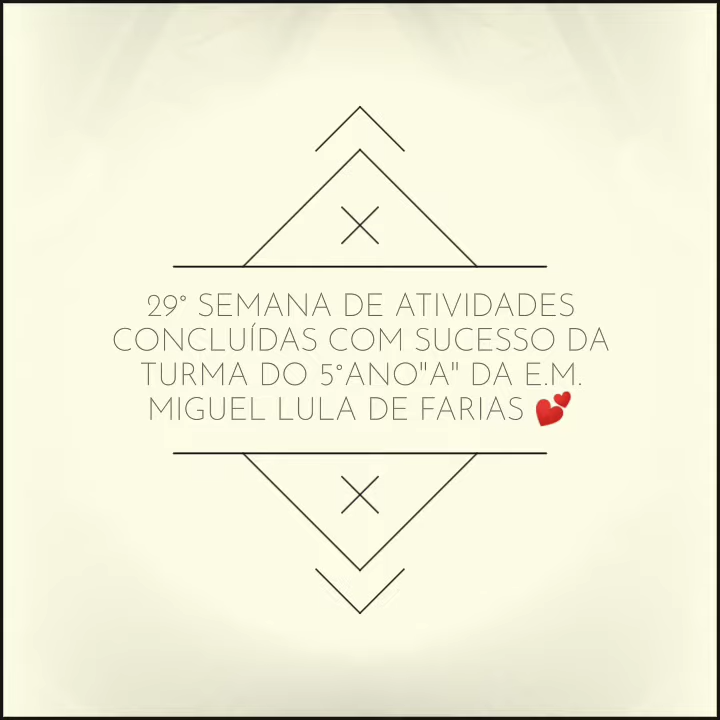 29° SEMANA DE ATIVIDADES
CONCLUÍDAS COM SUCESSO DA
TURMA DO 5°ANO"A" DA E.M.
MIGUEL LULA DE FARIAS 💕